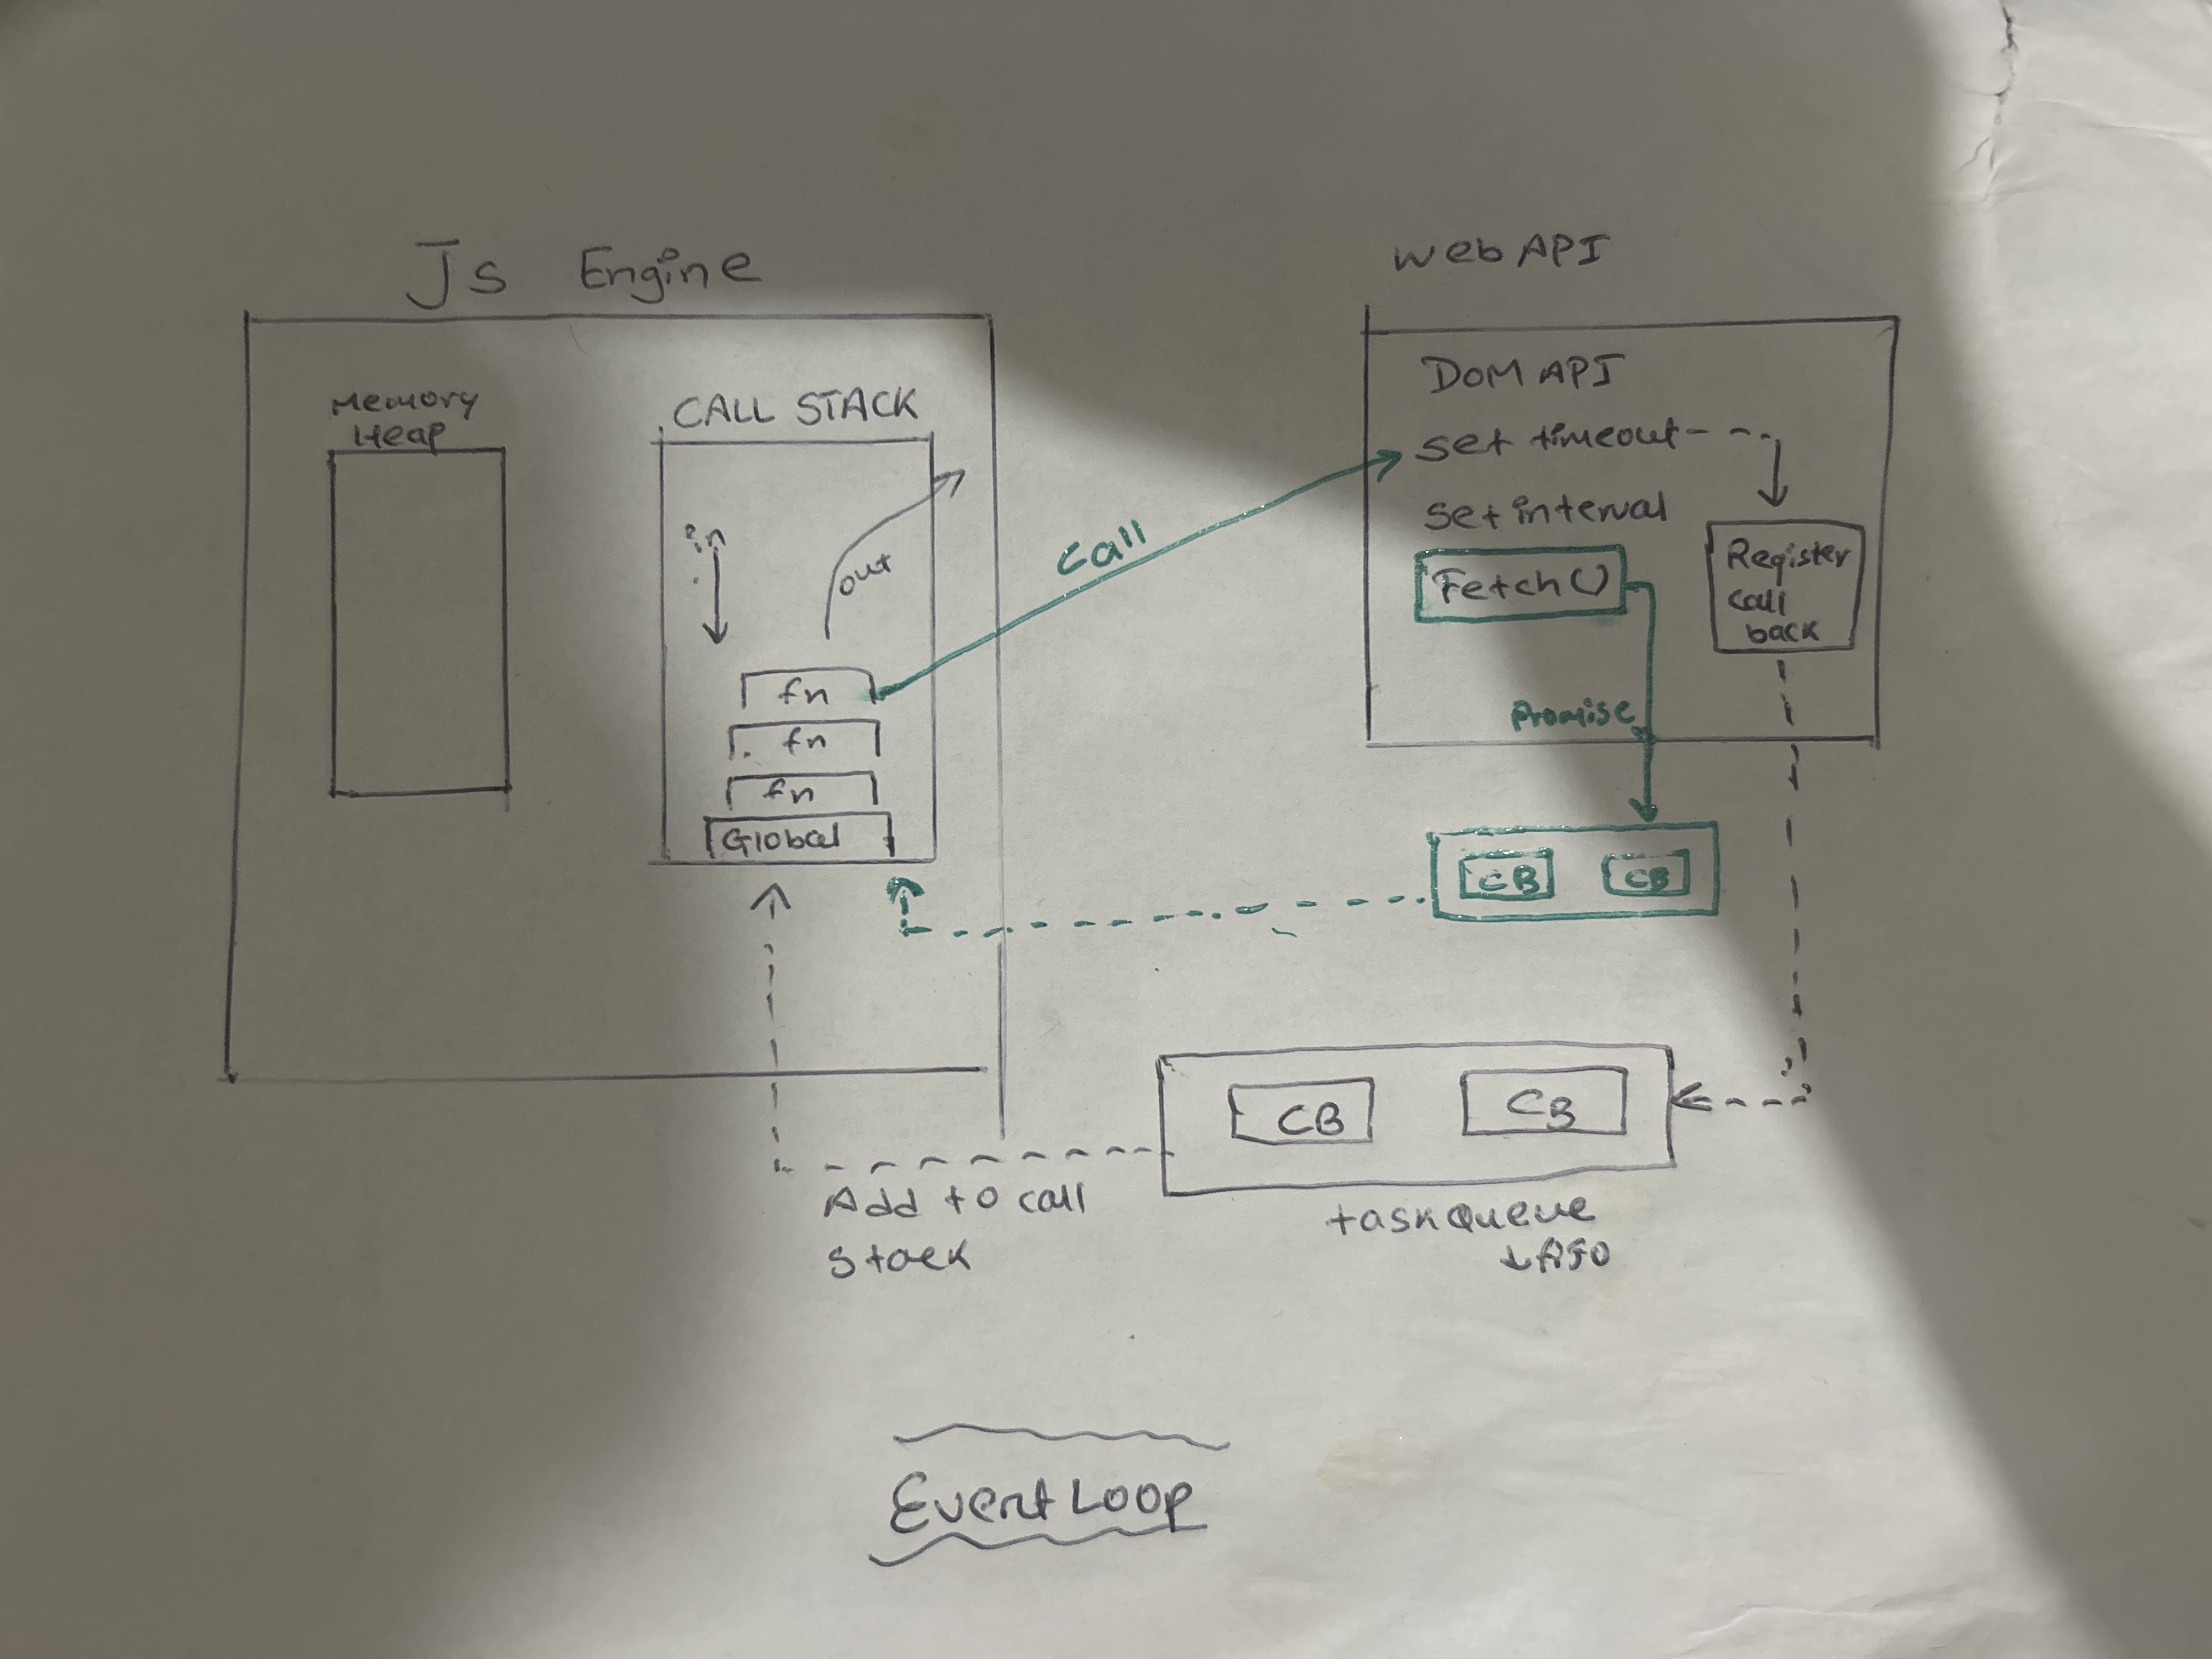 Js Engine
Memory
Heap
CALL STACK
in
out
fn
fn
fn
Global
call
web API
DOM API
set timeout
set interval
Fetch()
Register
call
back
Promise
CB
CB
CB
CB
Add to call
stack
task queue
Event Loop